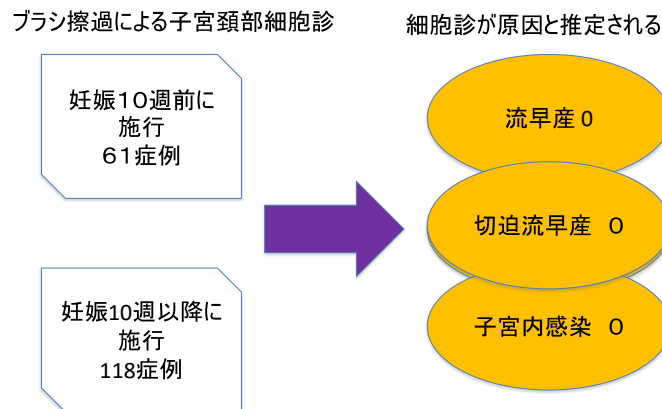 ブラシ擦過による子宮頚部細胞診
細胞診が原因と推定される
妊娠１０週前に
施行
６１症例
妊娠10週以降に
施行
118症例
流早産 0
切迫流早産　０
子宮内感染　０